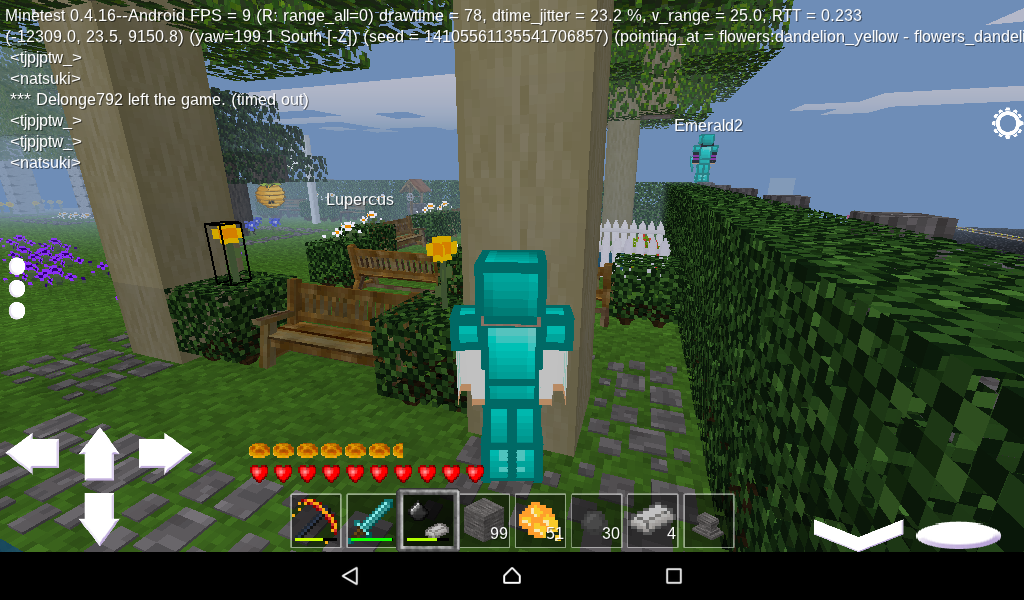 Minetest 0.4.16--Android FPS = 9 (R: range_all=0) drawtime = 78, dtime_jitter = 23.2 %, v_range = 25.0, RTT = 0.233
(-12309.0, 23.5, 9150.8) (yaw=199.1 South [-Z]) (seed = 14105561135541706857) (pointing_at = flowers:dandelion_yellow - flowers_dandeli
<tjpjptw_>
<natsuki>
*** Delonge792 left the game. (timed out)
<tjpjptw_>
<tjpjptw_>
<natsuki>
Emerald2
Lupercus
99
51
30
4